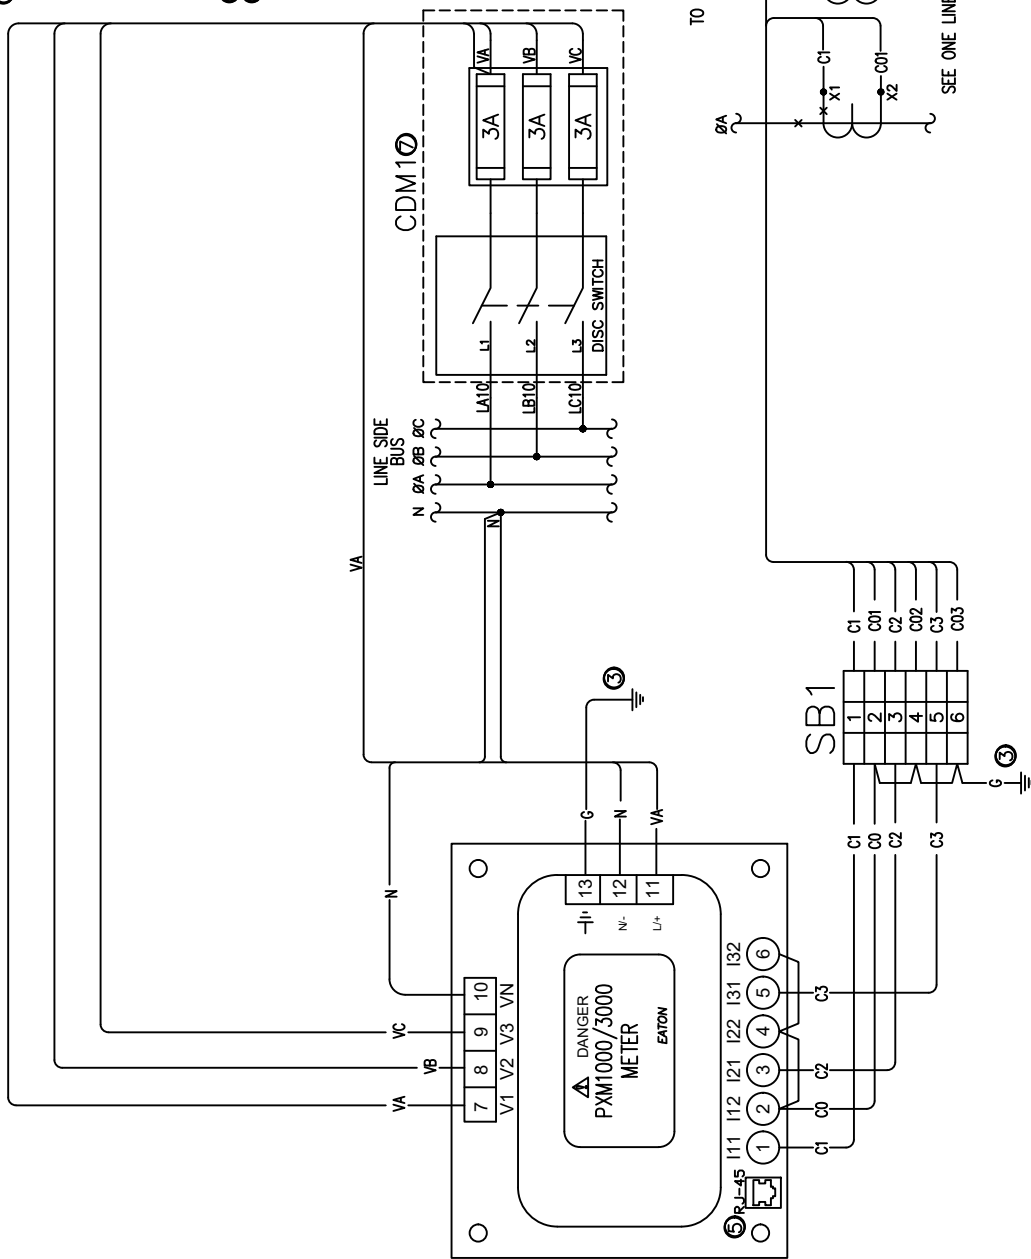 CDM1 7
VA
VB
VC
3A
3A
3A
DISC SWITCH
L1
L2
L3
LA10
LB10
LC10
LINE SIDE
BUS
N ØA ØB ØC
N
VA
TO
SEE ONE LINE
C1
C01
X1
X2
ØA
SB1
C1
C01
C2
C02
C3
C03
1
2
3
4
5
6
G
3
C1
C0
C2
C3
3
G
N
VA
13
12
11
N/-
L/+
N
VC
VB
VA
7 8 9 10
V1 V2 V3 VN
DANGER
PXM1000/3000
METER
EATON
I11 I12 I21 I22 I31 I32
1 2 3 4 5 6
5 RJ-45
C1
C0
C2
C3